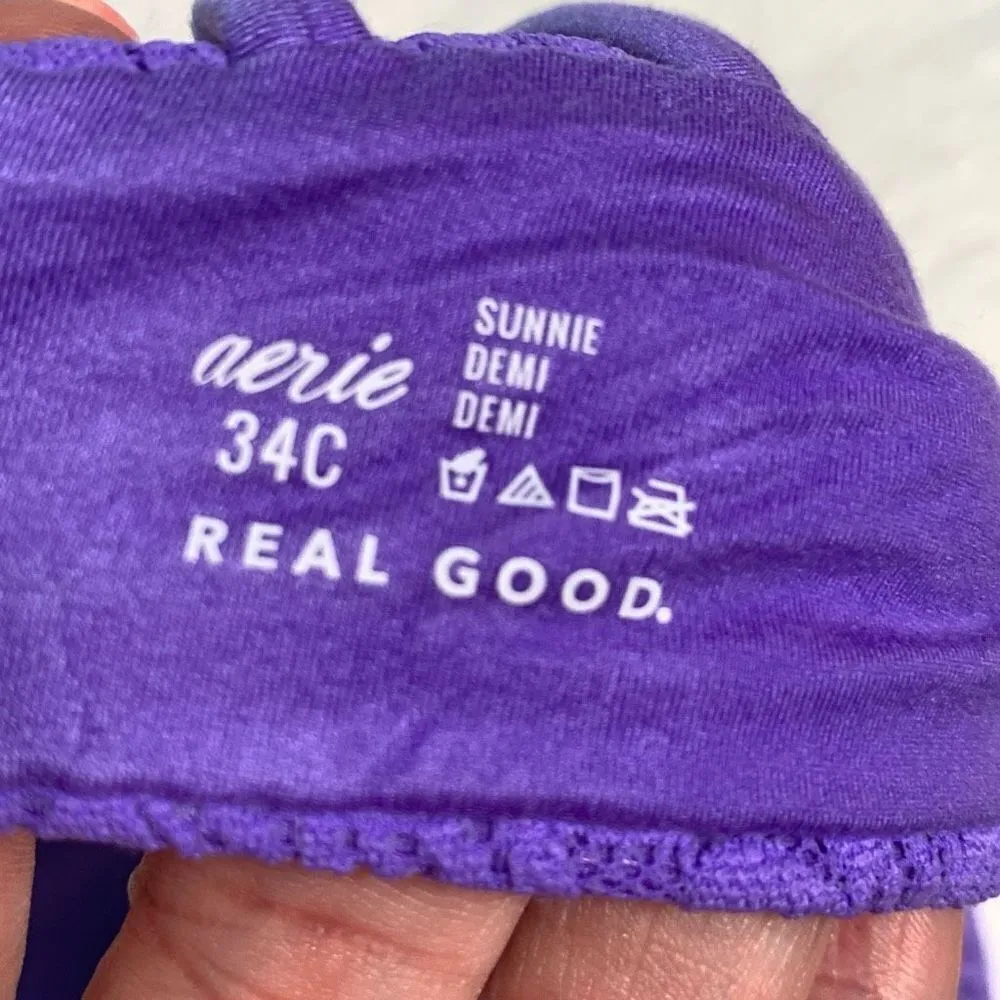 aerie
34C
SUNNIE
DEMI
DEMI
REAL GOOD.